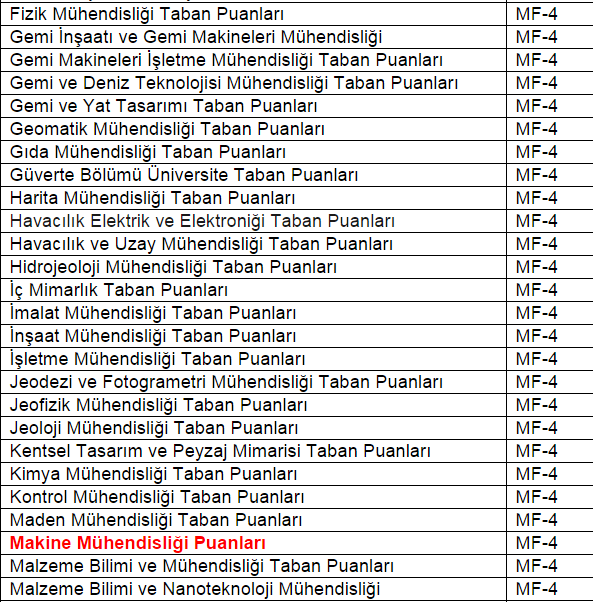 Fizik Mühendisliği Taban Puanları MF-4
Gemi İnşaatı ve Gemi Makineleri Mühendisliği MF-4
Gemi Makineleri İşletme Mühendisliği Taban Puanları MF-4
Gemi ve Deniz Teknolojisi Mühendisliği Taban Puanları MF-4
Gemi ve Yat Tasarımı Taban Puanları MF-4
Geomatik Mühendisliği Taban Puanları MF-4
Gıda Mühendisliği Taban Puanları MF-4
Güverte Bölümü Üniversite Taban Puanları MF-4
Harita Mühendisliği Taban Puanları MF-4
Havacılık Elektrik ve Elektroniği Taban Puanları MF-4
Havacılık ve Uzay Mühendisliği Taban Puanları MF-4
Hidrojeoloji Mühendisliği Taban Puanları MF-4
İç Mimarlık Taban Puanları MF-4
İmalat Mühendisliği Taban Puanları MF-4
İnşaat Mühendisliği Taban Puanları MF-4
İşletme Mühendisliği Taban Puanları MF-4
Jeodezi ve Fotogrametri Mühendisliği Taban Puanları MF-4
Jeofizik Mühendisliği Taban Puanları MF-4
Jeoloji Mühendisliği Taban Puanları MF-4
Kentsel Tasarım ve Peyzaj Mimarisi Taban Puanları MF-4
Kimya Mühendisliği Taban Puanları MF-4
Kontrol Mühendisliği Taban Puanları MF-4
Maden Mühendisliği Taban Puanları MF-4
Makine Mühendisliği Puanları MF-4
Malzeme Bilimi ve Mühendisliği Taban Puanları MF-4
Malzeme Bilimi ve Nanoteknoloji Mühendisliği MF-4